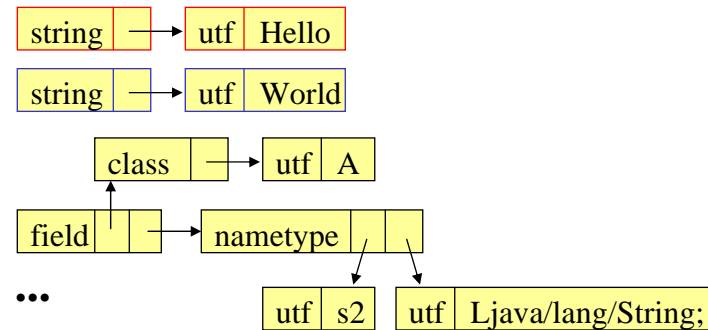 string utf Hello
string utf World
class utf A
field nametype
... utf s2 utf Ljava/lang/String;